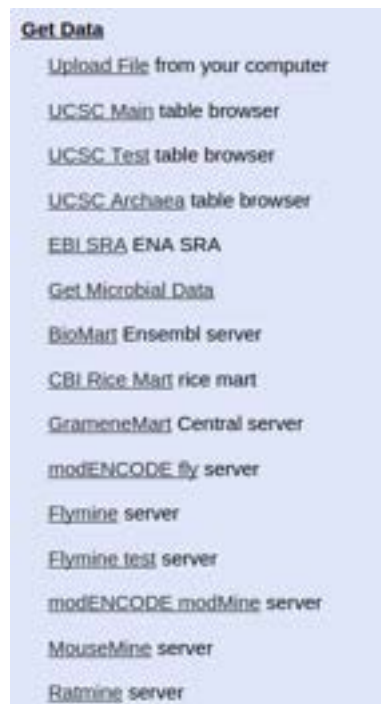 Get Data
Upload File from your computer
UCSC Main table browser
UCSC Test table browser
UCSC Archaea table browser
EBI SRA ENA SRA
Get Microbial Data
BioMart Ensembl server
CBI Rice Mart rice mart
GrameneMart Central server
modENCODE fly server
Flymine server
Flymine test server
modENCODE modMine server
MouseMine server
Ratmine server